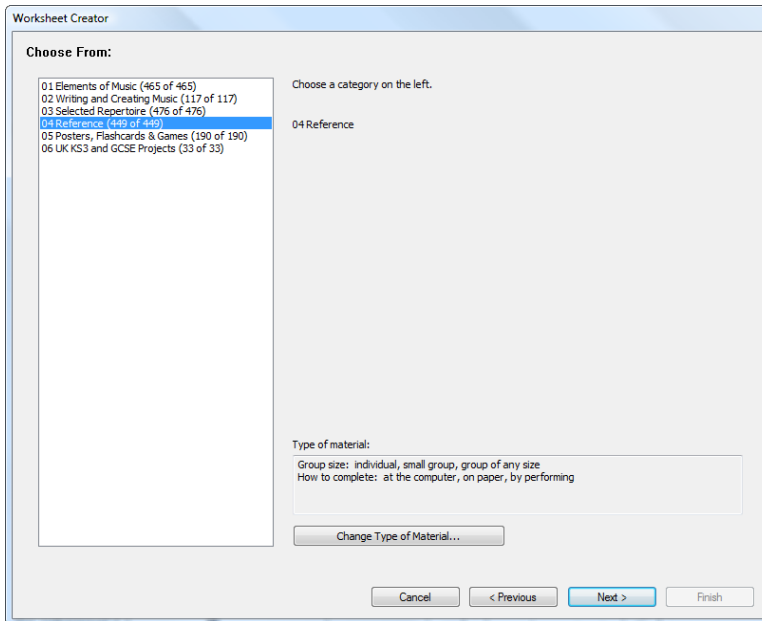 Worksheet Creator
Choose From:
01 Elements of Music (465 of 465)
02 Writing and Creating Music (117 of 117)
03 Selected Repertoire (476 of 476)
04 Reference (449 of 449)
05 Posters, Flashcards & Games (190 of 190)
06 UK KS3 and GCSE Projects (33 of 33)
Choose a category on the left.
04 Reference
Type of material:
Group size: individual, small group, group of any size
How to complete: at the computer, on paper, by performing
Change Type of Material...
Cancel
< Previous
Next >
Finish